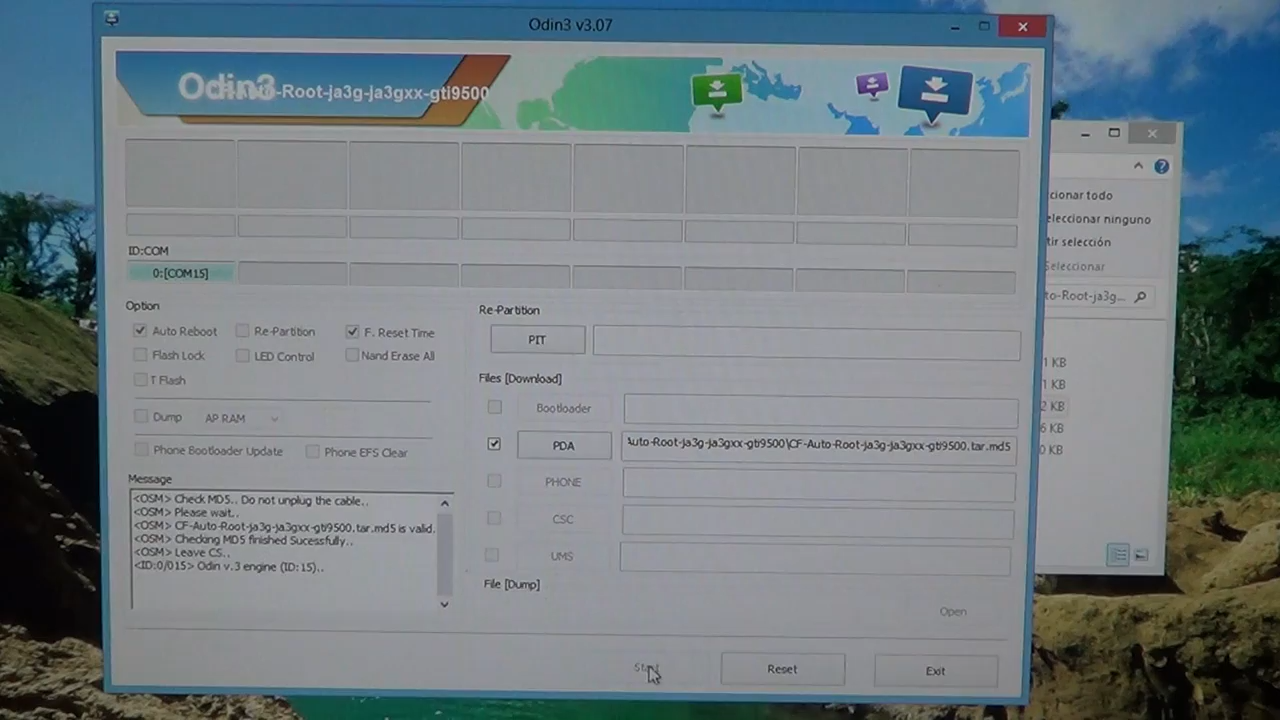 Odin3 v3.07
Odin3
-Root-ja3g-ja3gxx-gti9500
ID:COM
0:[COM15]
Option
Auto Reboot
Re-Partition
F. Reset Time
Flash Lock
LED Control
Nand Erase All
T Flash
Dump
AP RAM
Phone Bootloader Update
Phone EFS Clear
Message
<OSM> Check MD5.. Do not unplug the cable..
<OSM> Please wait..
<OSM> CF-Auto-Root-ja3g-ja3gxx-gti9500.tar.md5 is valid.
<OSM> Checking MD5 finished Sucessfully..
<OSM> Leave CS..
<ID:0/015> Odin v.3 engine (ID:15)..
Re-Partition
PIT
Files [Download]
Bootloader
PDA
Auto-Root-ja3g-ja3gxx-gti9500\CF-Auto-Root-ja3g-ja3gxx-gti9500.tar.md5
PHONE
CSC
UMS
File [Dump]
Open
Start
Reset
Exit
cionar todo
eleccionar ninguno
tir selección
Seleccionar
to-Root-ja3g...
1 KB
1 KB
2 KB
6 KB
0 KB